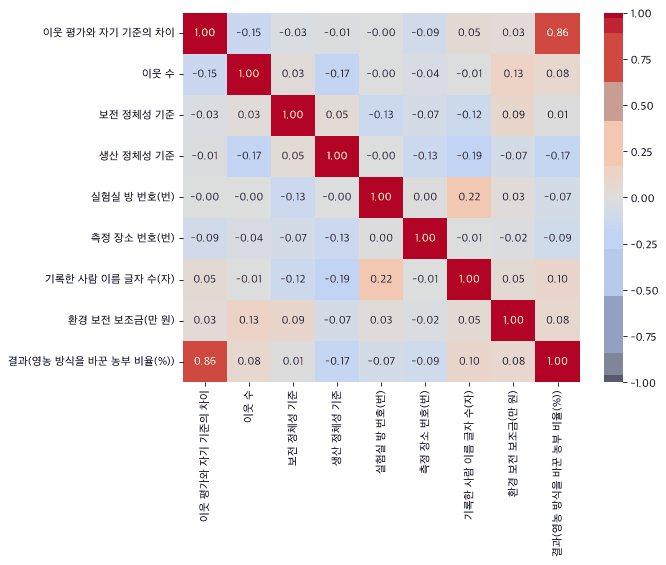 이웃 평가와 자기 기준의 차이 1.00 -0.15 -0.03 -0.01 -0.00 -0.09 0.05 0.03 0.86
이웃 수 -0.15 1.00 0.03 -0.17 -0.00 -0.04 -0.01 0.13 0.08
보전 정체성 기준 -0.03 0.03 1.00 0.05 -0.13 -0.07 -0.12 0.09 0.01
생산 정체성 기준 -0.01 -0.17 0.05 1.00 -0.00 -0.13 -0.19 -0.07 -0.17
실험실 방 번호(번) -0.00 -0.00 -0.13 -0.00 1.00 0.00 0.22 0.03 -0.07
측정 장소 번호(번) -0.09 -0.04 -0.07 -0.13 0.00 1.00 -0.01 -0.02 -0.09
기록한 사람 이름 글자 수(자) 0.05 -0.01 -0.12 -0.19 0.22 -0.01 1.00 0.05 0.10
환경 보전 보조금(만 원) 0.03 0.13 0.09 -0.07 0.03 -0.02 0.05 1.00 0.08
결과(영농 방식을 바꾼 농부 비율(%)) 0.86 0.08 0.01 -0.17 -0.07 -0.09 0.10 0.08 1.00
이웃 평가와 자기 기준의 차이
이웃 수
보전 정체성 기준
생산 정체성 기준
실험실 방 번호(번)
측정 장소 번호(번)
기록한 사람 이름 글자 수(자)
환경 보전 보조금(만 원)
결과(영농 방식을 바꾼 농부 비율(%))
1.00
0.75
0.50
0.25
0.00
-0.25
-0.50
-0.75
-1.00